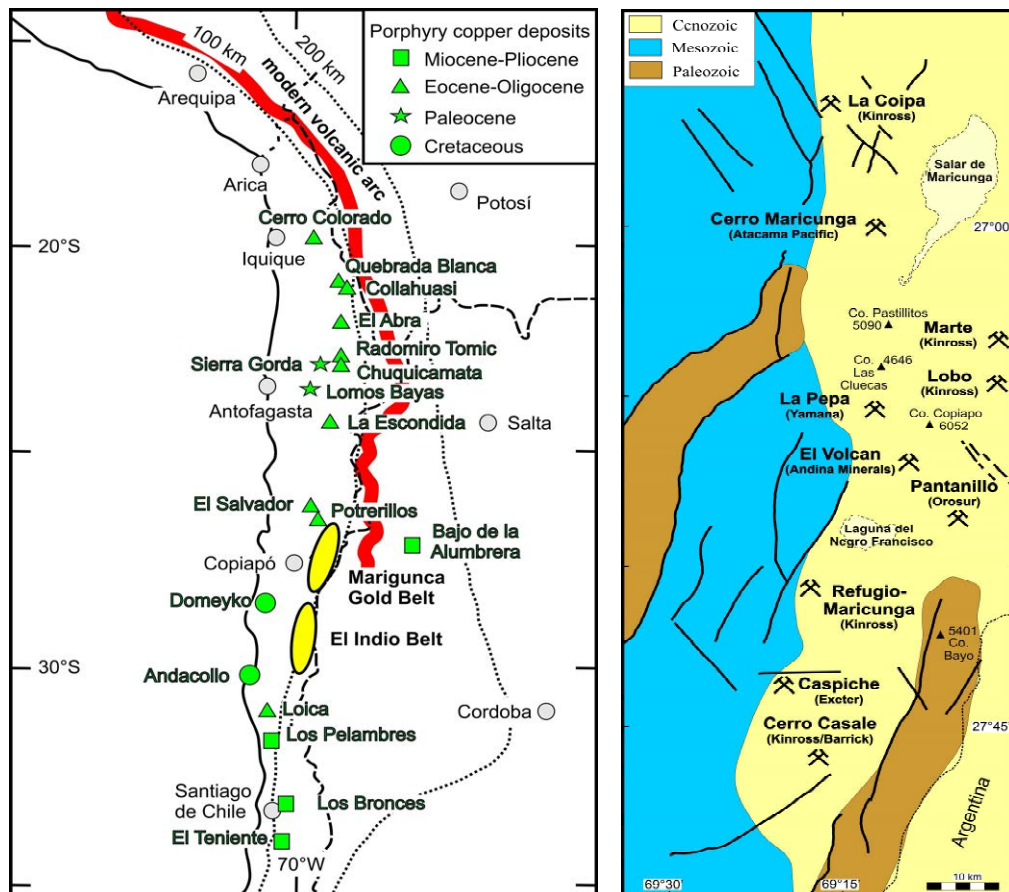 100 km
200 km
modern volcanic arc
Porphyry copper deposits
Miocene-Pliocene
Eocene-Oligocene
Paleocene
Cretaceous
Arequipa
Arica
Potosí
Cerro Colorado
20°S
Iquique
Quebrada Blanca
Collahuasi
El Abra
Radomiro Tomic
Sierra Gorda
Chuquicamata
Antofagasta
Lomos Bayas
La Escondida
Salta
El Salvador
Potrerillos
Bajo de la
Alumbrera
Copiapó
Marigunca
Gold Belt
Domeyko
El Indio Belt
30°S
Andacollo
Loica
Cordoba
Los Pelambres
Santiago
de Chile
Los Bronces
El Teniente
70°W
Cenozoic
Mesozoic
Paleozoic
La Coipa
(Kinross)
Salar de
Maricunga
Cerro Maricunga
(Atacama Pacific)
27°00
Co. Pastillitos
5090
Marte
(Kinross)
Co. 4646
Las
Cluecas
Lobo
(Kinross)
La Pepa
(Yamana)
Co. Copiapo
6052
El Volcan
(Andina Minerals)
Pantanillo
(Orosur)
Laguna del
Negro Francisco
Refugio-
Maricunga
(Kinross)
5401
Co.
Bayo
Caspiche
(Exeter)
Cerro Casale
(Kinross/Barrick)
27°45
Argentina
69°30
69°15
10 km